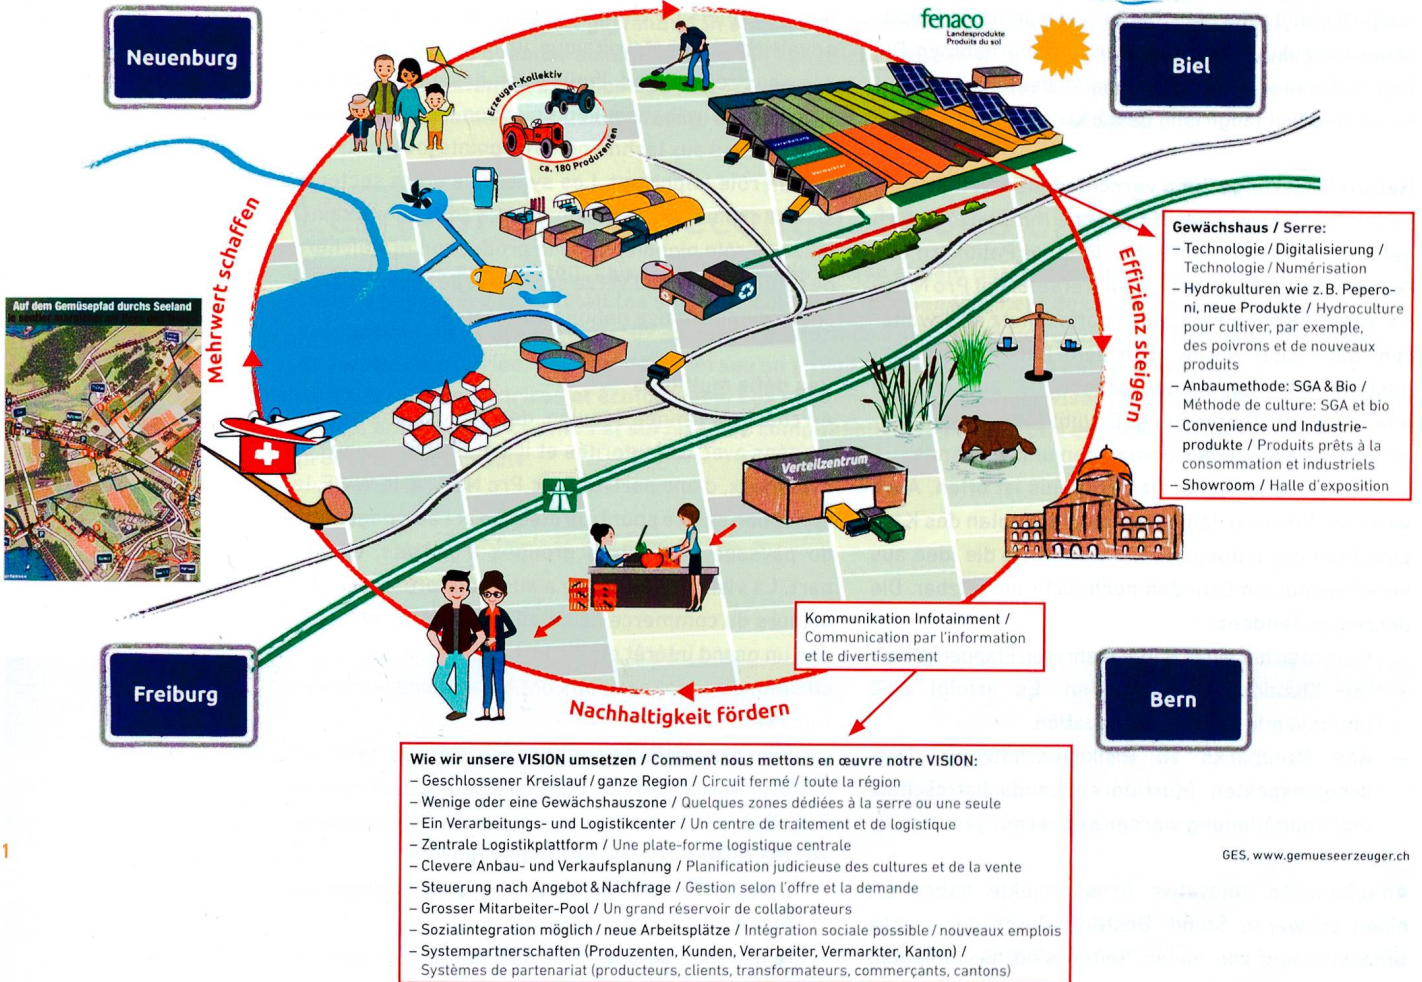 fenaco
Landesprodukte
Produits du sol
Neuenburg
Biel
Erzeuger-Kollektiv
ca. 180 Produzenten
Verarbeitung
Vermarkter
Mehrwert schaffen
Effizienz steigern
Gewächshaus / Serre:
– Technologie / Digitalisierung /
Technologie / Numérisation
– Hydrokulturen wie z. B. Pepero-
ni, neue Produkte / Hydroculture
pour cultiver, par exemple,
des poivrons et de nouveaux
produits
– Anbaumethode: SGA & Bio /
Méthode de culture: SGA et bio
– Convenience und Industrie-
produkte / Produits prêts à la
consommation et industriels
– Showroom / Halle d'exposition
Auf dem Gemüsepfad durchs Seeland
Verteilzentrum
Kommunikation Infotainment /
Communication par l'information
et le divertissement
Freiburg
Bern
Nachhaltigkeit fördern
Wie wir unsere VISION umsetzen / Comment nous mettons en œuvre notre VISION:
– Geschlossener Kreislauf / ganze Region / Circuit fermé / toute la région
– Wenige oder eine Gewächshauszone / Quelques zones dédiées à la serre ou une seule
– Ein Verarbeitungs- und Logistikcenter / Un centre de traitement et de logistique
– Zentrale Logistikplattform / Une plate-forme logistique centrale
– Clevere Anbau- und Verkaufsplanung / Planification judicieuse des cultures et de la vente
– Steuerung nach Angebot & Nachfrage / Gestion selon l'offre et la demande
– Grosser Mitarbeiter-Pool / Un grand réservoir de collaborateurs
– Sozialintegration möglich / neue Arbeitsplätze / Intégration sociale possible / nouveaux emplois
– Systempartnerschaften (Produzenten, Kunden, Verarbeiter, Vermarkter, Kanton) /
Systèmes de partenariat (producteurs, clients, transformateurs, commerçants, cantons)
GES, www.gemueseerzeuger.ch
1